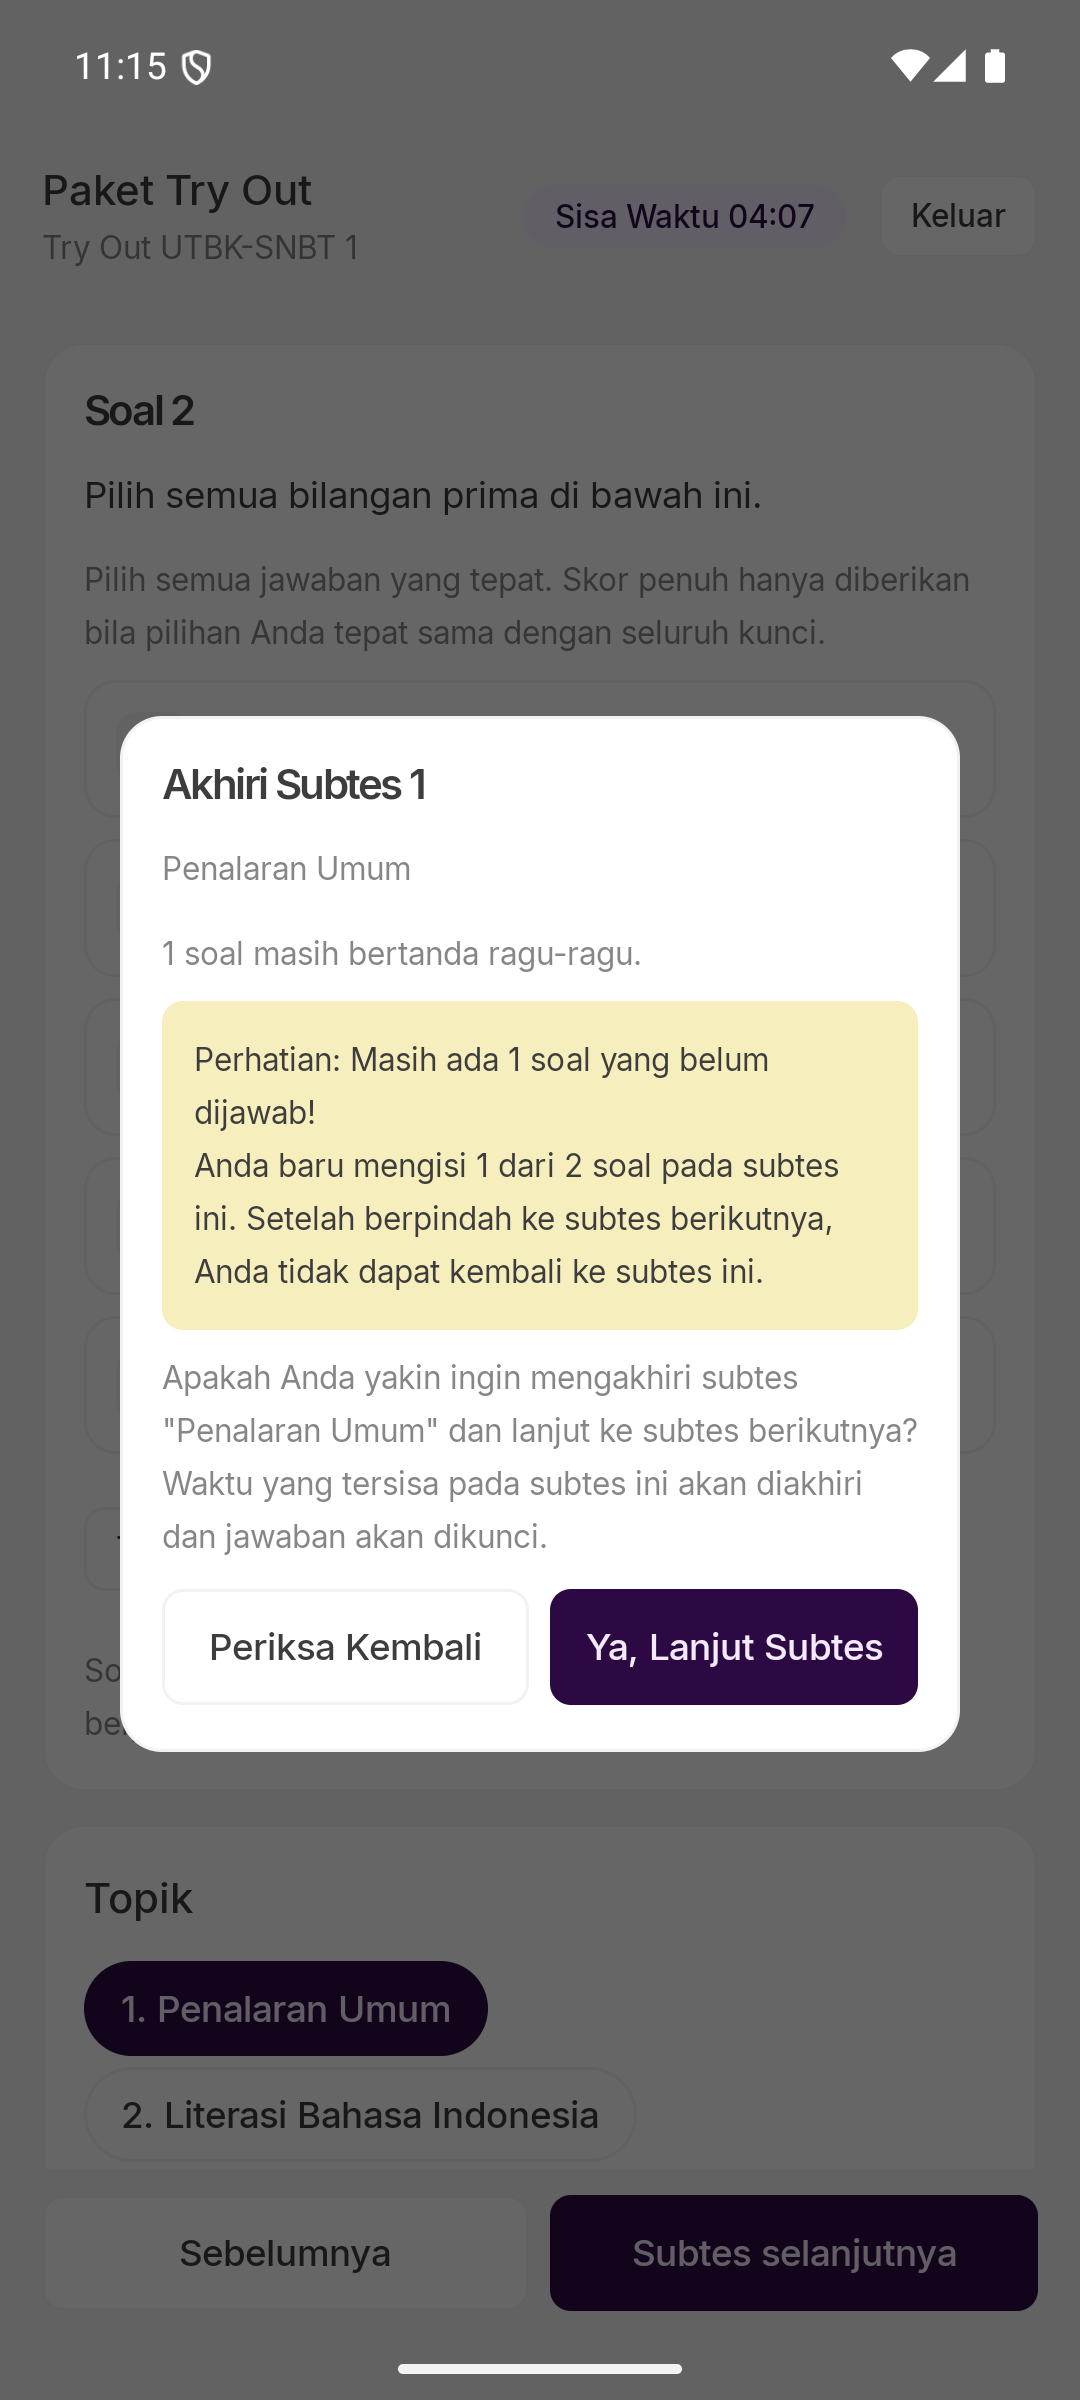 11:15
Paket Try Out
Try Out UTBK-SNBT 1
Sisa Waktu 04:07
Keluar
Soal 2
Pilih semua bilangan prima di bawah ini.
Pilih semua jawaban yang tepat. Skor penuh hanya diberikan
bila pilihan Anda tepat sama dengan seluruh kunci.
Akhiri Subtes 1
Penalaran Umum
1 soal masih bertanda ragu-ragu.
Perhatian: Masih ada 1 soal yang belum
dijawab!
Anda baru mengisi 1 dari 2 soal pada subtes
ini. Setelah berpindah ke subtes berikutnya,
Anda tidak dapat kembali ke subtes ini.
Apakah Anda yakin ingin mengakhiri subtes
"Penalaran Umum" dan lanjut ke subtes berikutnya?
Waktu yang tersisa pada subtes ini akan diakhiri
dan jawaban akan dikunci.
Periksa Kembali
Ya, Lanjut Subtes
Topik
1. Penalaran Umum
2. Literasi Bahasa Indonesia
Sebelumnya
Subtes selanjutnya